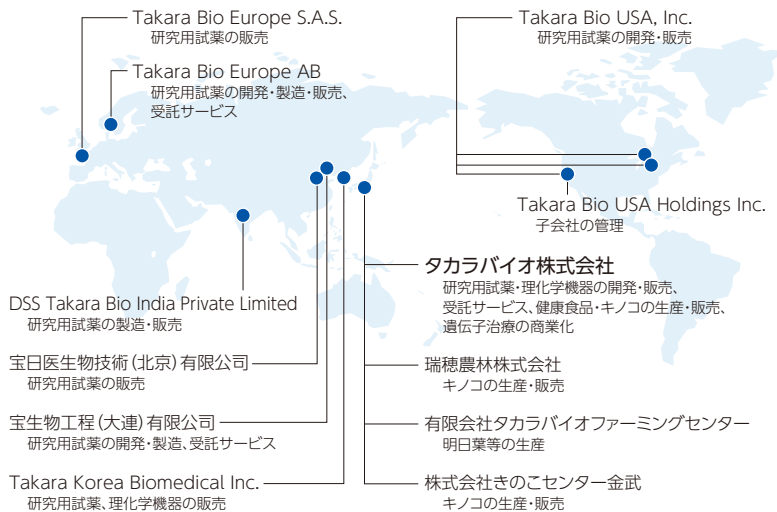 Takara Bio Europe S.A.S.
研究用試薬の販売
Takara Bio Europe AB
研究用試薬の開発・製造・販売、
受託サービス
Takara Bio USA, Inc.
研究用試薬の開発・販売
Takara Bio USA Holdings Inc.
子会社の管理
DSS Takara Bio India Private Limited
研究用試薬の製造・販売
宝日医生物技術(北京)有限公司
研究用試薬の販売
宝生物工程(大連)有限公司
研究用試薬の開発・製造、受託サービス
Takara Korea Biomedical Inc.
研究用試薬、理化学機器の販売
タカラバイオ株式会社
研究用試薬・理化学機器の開発・販売、
受託サービス、健康食品・キノコの生産・販売、
遺伝子治療の商業化
瑞穂農林株式会社
キノコの生産・販売
有限会社タカラバイオファーミングセンター
明日葉等の生産
株式会社きのこセンター金武
キノコの生産・販売